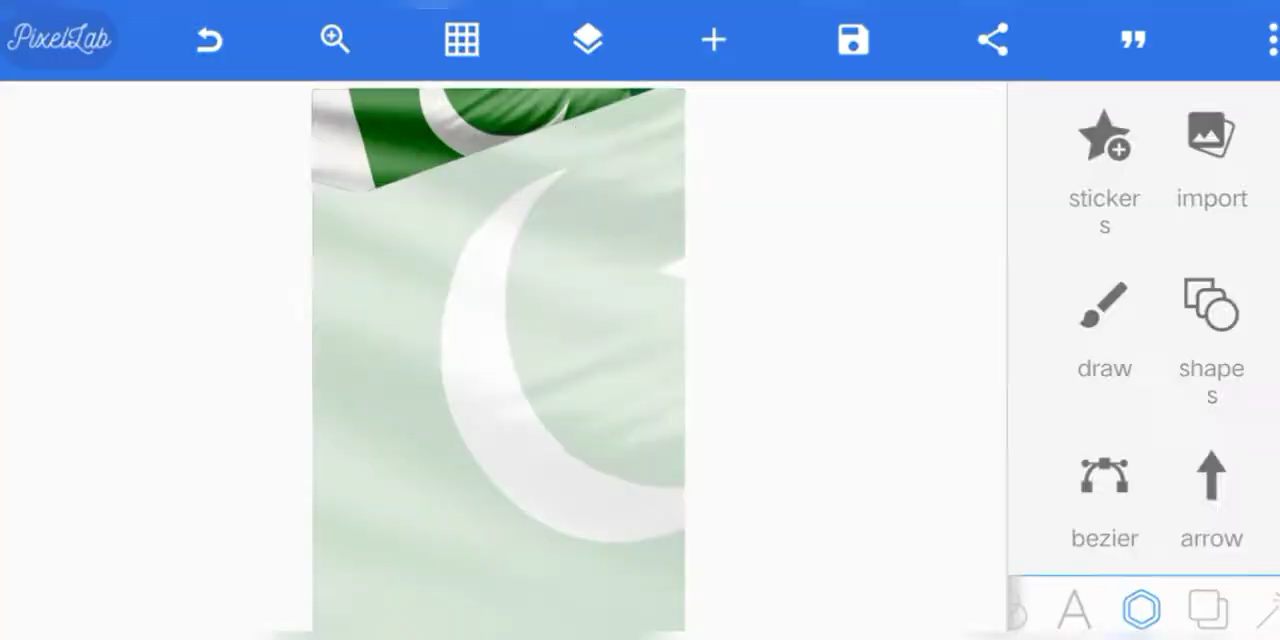 PixelLab
sticker
s
import
draw
shape
s
bezier
arrow